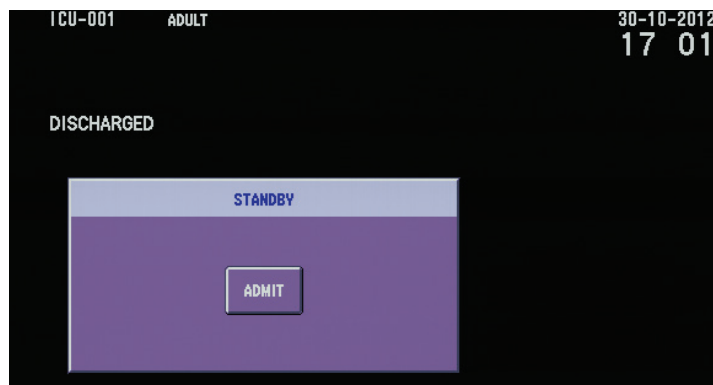 ICU-001 ADULT 30-10-2012
17 01
DISCHARGED
STANDBY
ADMIT